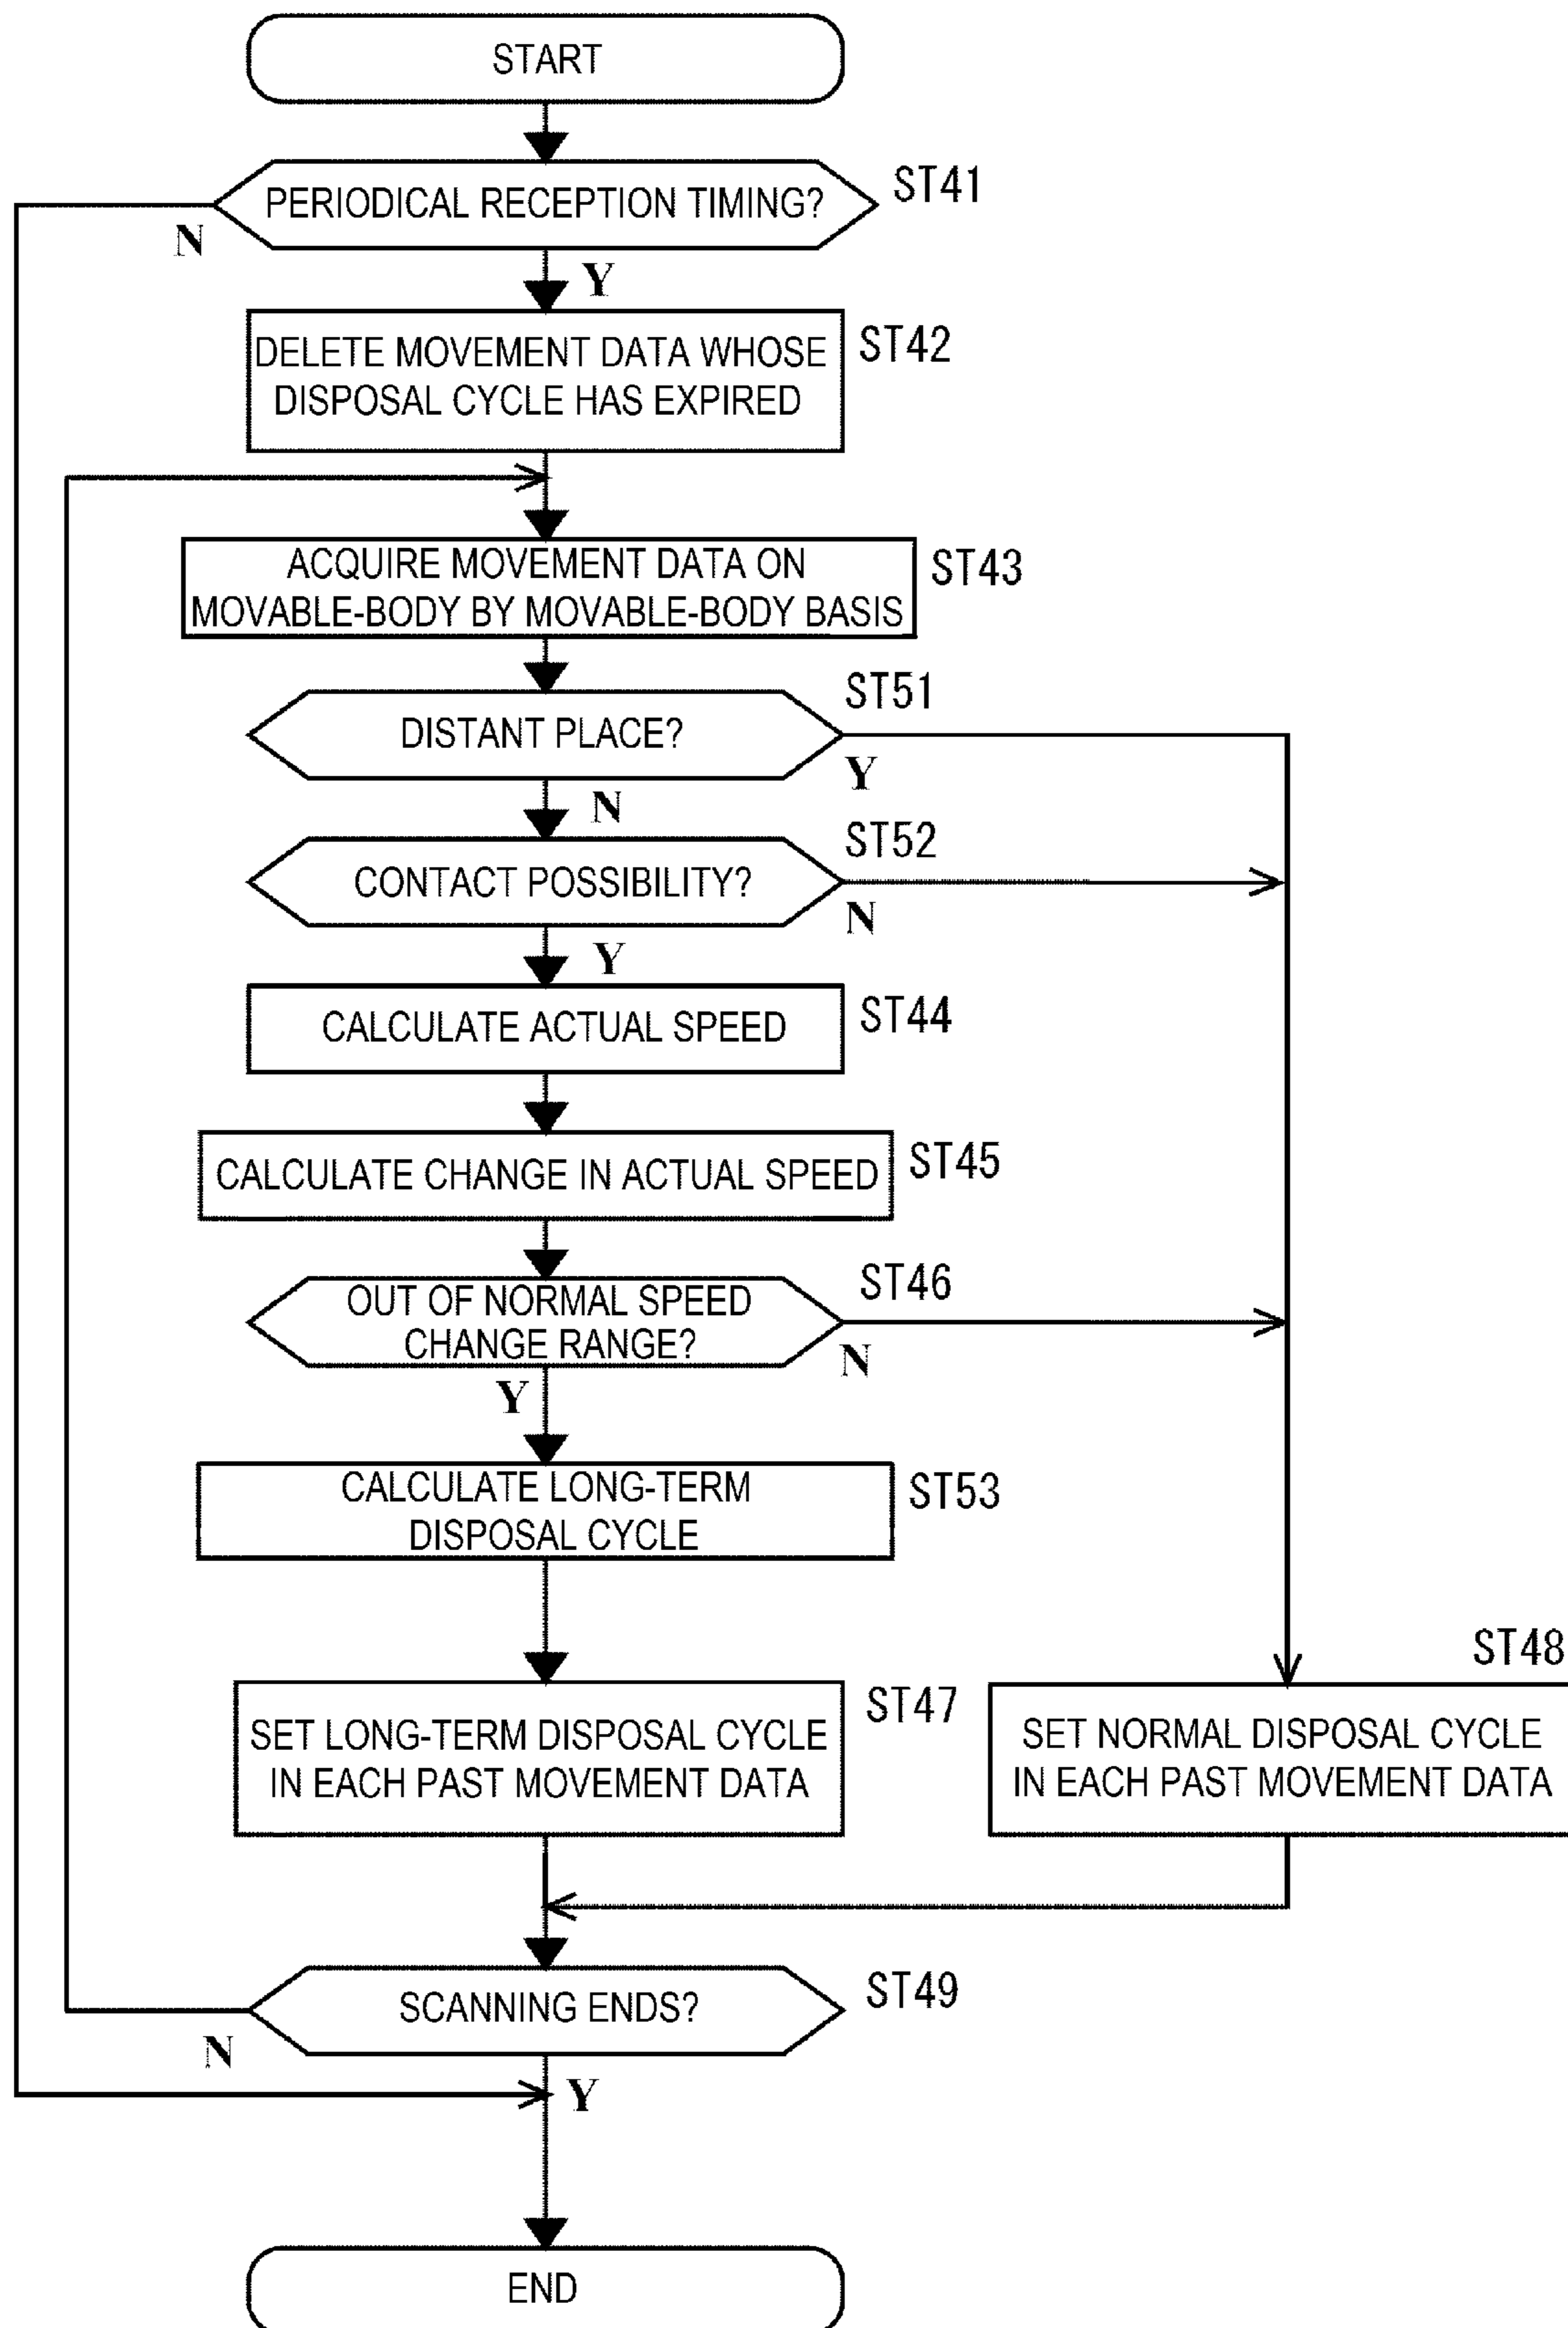 START
PERIODICAL RECEPTION TIMING?
ST41
N
Y
DELETE MOVEMENT DATA WHOSE
DISPOSAL CYCLE HAS EXPIRED
ST42
ACQUIRE MOVEMENT DATA ON
MOVABLE-BODY BY MOVABLE-BODY BASIS
ST43
DISTANT PLACE?
ST51
Y
N
CONTACT POSSIBILITY?
ST52
N
Y
CALCULATE ACTUAL SPEED
ST44
CALCULATE CHANGE IN ACTUAL SPEED
ST45
OUT OF NORMAL SPEED
CHANGE RANGE?
ST46
N
Y
CALCULATE LONG-TERM
DISPOSAL CYCLE
ST53
SET LONG-TERM DISPOSAL CYCLE
IN EACH PAST MOVEMENT DATA
ST47
ST48
SET NORMAL DISPOSAL CYCLE
IN EACH PAST MOVEMENT DATA
SCANNING ENDS?
ST49
N
Y
END